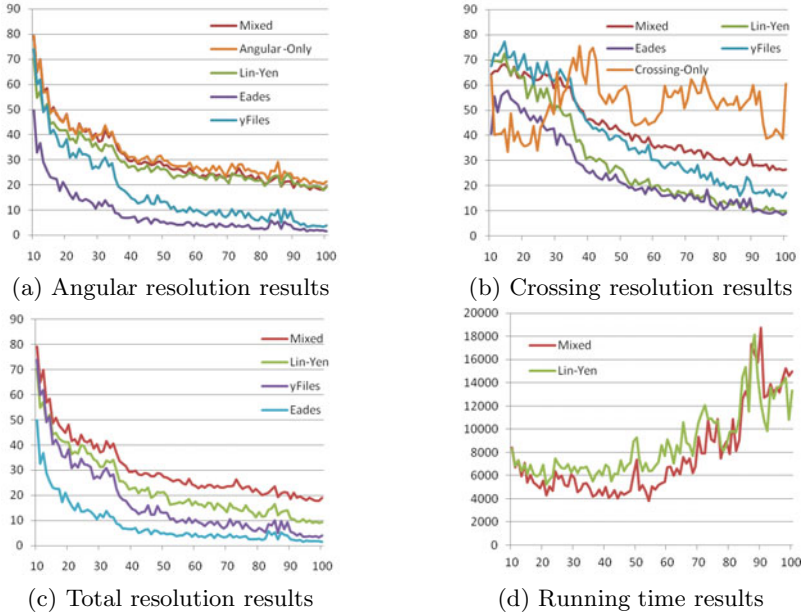 90
80
70
60
50
40
30
20
10
0
10 20 30 40 50 60 70 80 90 100
Mixed
Angular-Only
Lin-Yen
Eades
yFiles
(a) Angular resolution results
90
80
70
60
50
40
30
20
10
0
10 20 30 40 50 60 70 80 90 100
Mixed
Lin-Yen
Eades
yFiles
Crossing-Only
(b) Crossing resolution results
90
80
70
60
50
40
30
20
10
0
10 20 30 40 50 60 70 80 90 100
Mixed
Lin-Yen
yFiles
Eades
(c) Total resolution results
20000
18000
16000
14000
12000
10000
8000
6000
4000
2000
0
10 20 30 40 50 60 70 80 90 100
Mixed
Lin-Yen
(d) Running time results